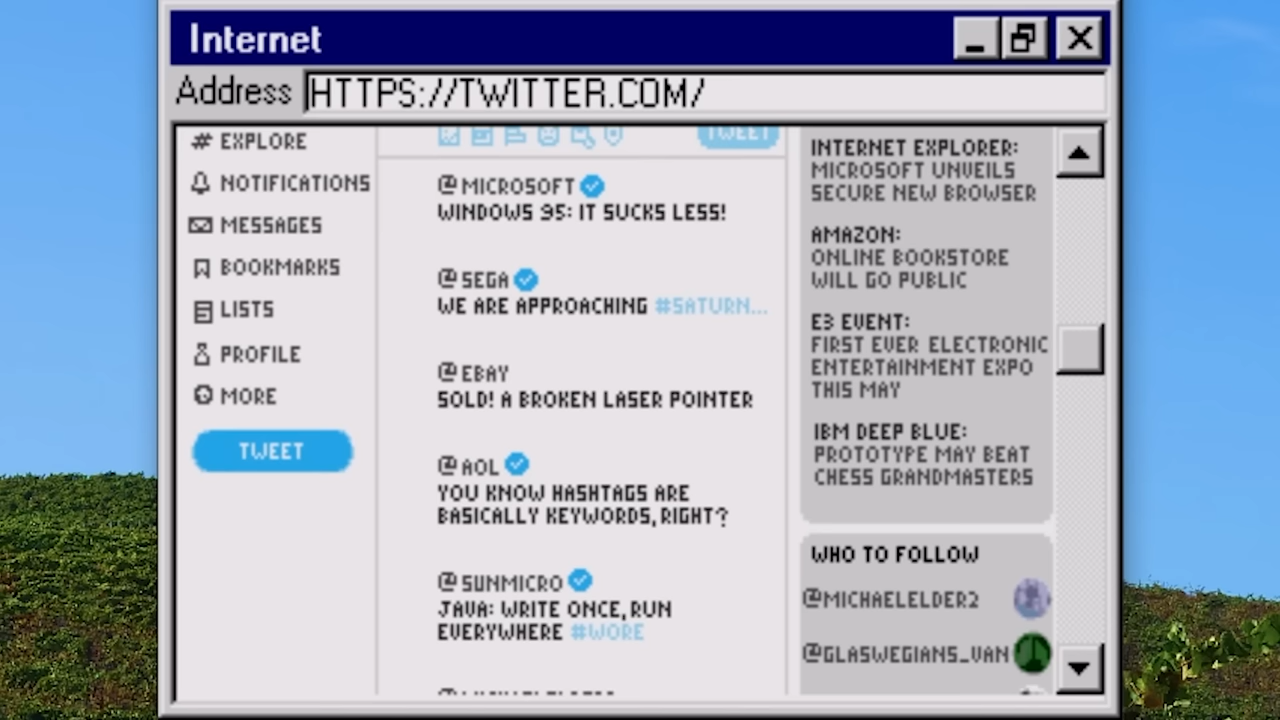 Internet
Address HTTPS://TWITTER.COM/
# EXPLORE
NOTIFICATIONS
MESSAGES
BOOKMARKS
LISTS
PROFILE
MORE
TWEET
TWEET
@MICROSOFT
WINDOWS 95: IT SUCKS LESS!
@SEGA
WE ARE APPROACHING #SATURN...
@EBAY
SOLD! A BROKEN LASER POINTER
@AOL
YOU KNOW HASHTAGS ARE
BASICALLY KEYWORDS, RIGHT?
@SUNMICRO
JAVA: WRITE ONCE, RUN
EVERYWHERE #WORE
INTERNET EXPLORER:
MICROSOFT UNVEILS
SECURE NEW BROWSER
AMAZON:
ONLINE BOOKSTORE
WILL GO PUBLIC
E3 EVENT:
FIRST EVER ELECTRONIC
ENTERTAINMENT EXPO
THIS MAY
IBM DEEP BLUE:
PROTOTYPE MAY BEAT
CHESS GRANDMASTERS
WHO TO FOLLOW
@MICHAELELDER2
@GLASWEGIANS_VAN